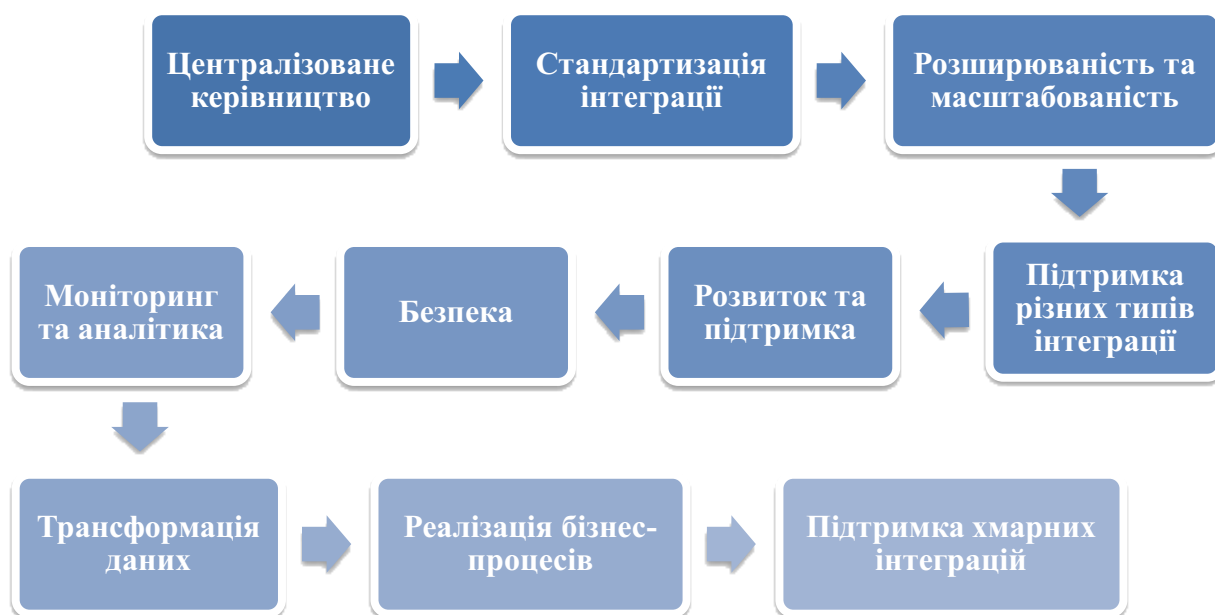 Централізоване
керівництво
Стандартизація
інтеграції
Розширюваність та
масштабованість
Підтримка
різних типів
інтеграції
Розвиток та
підтримка
Безпека
Моніторинг
та аналітика
Трансформація
даних
Реалізація бізнес-
процесів
Підтримка хмарних
інтеграцій